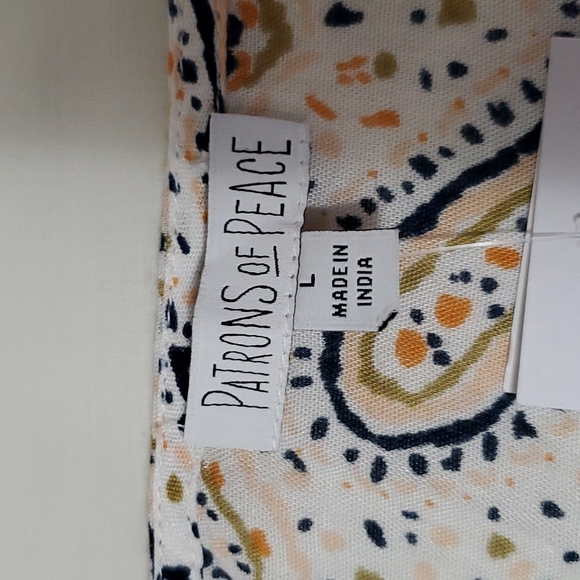 PATRONS OF PEACE
L
MADE IN
INDIA